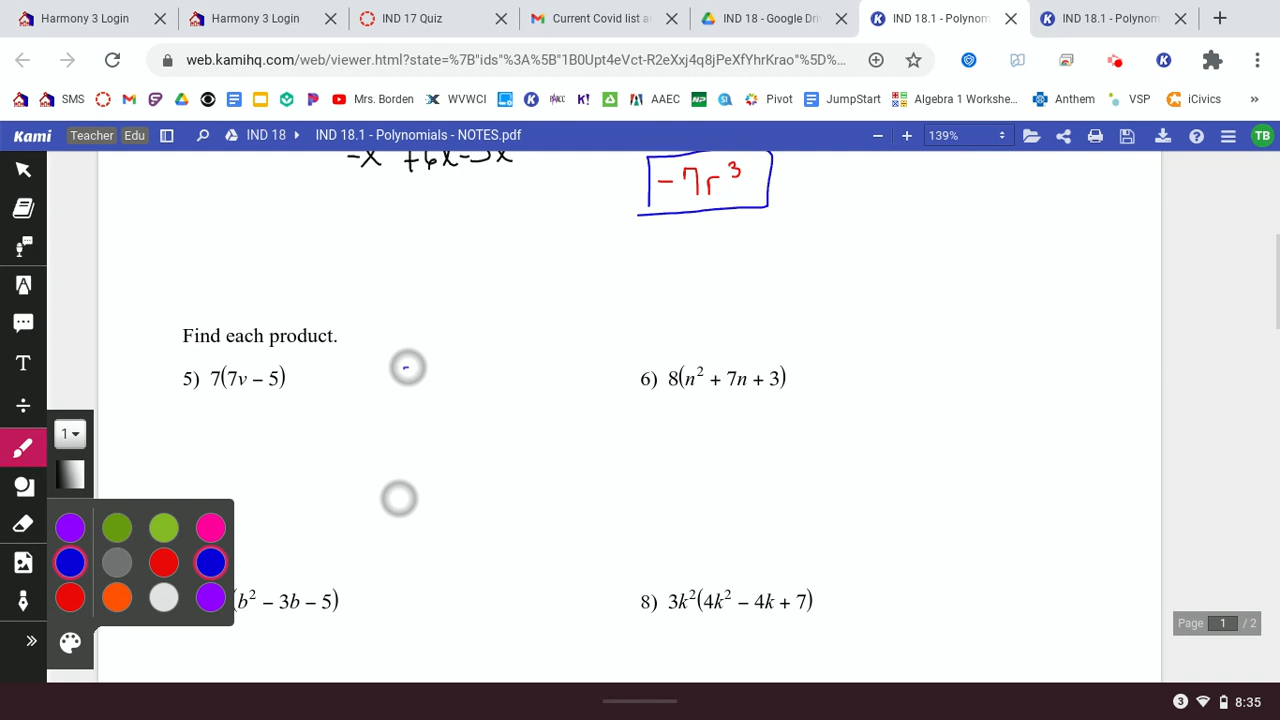 Harmony 3 Login
Harmony 3 Login
IND 17 Quiz
Current Covid list a
IND 18 - Google Dri
IND 18.1 - Polynom
IND 18.1 - Polynom
web.kamihq.com/web/viewer.html?state=%7B"ids"%3A%5B"1B0Upt4eVct-R2eXxj4q8jPeXfYhrKrao"%5D%...
SMS
Mrs. Borden
WVWCI
K!
AAEC
NP
Pivot
JumpStart
Algebra 1 Workshe...
Anthem
VSP
iCivics
»
Kami
Teacher
Edu
IND 18
IND 18.1 - Polynomials - NOTES.pdf
139%
TB
-x +6x-5x
-7r³
Find each product.
5) 7(7v − 5)
6) 8(n² + 7n + 3)
1
(b² − 3b − 5)
8) 3k²(4k² − 4k + 7)
Page 1 / 2
3
8:35